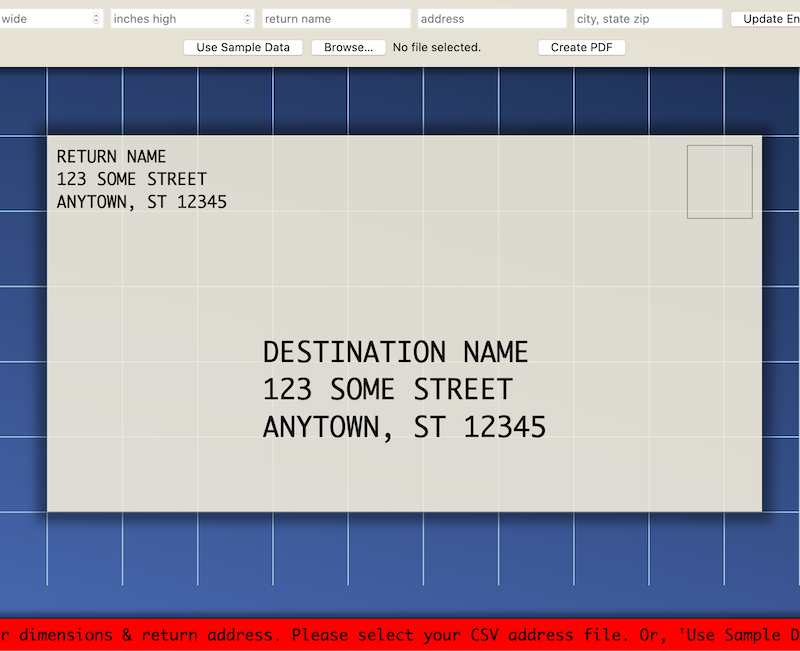 wide inches high return name address city, state zip Update En
Use Sample Data Browse... No file selected. Create PDF
RETURN NAME
123 SOME STREET
ANYTOWN, ST 12345
DESTINATION NAME
123 SOME STREET
ANYTOWN, ST 12345
r dimensions & return address. Please select your CSV address file. Or, 'Use Sample D